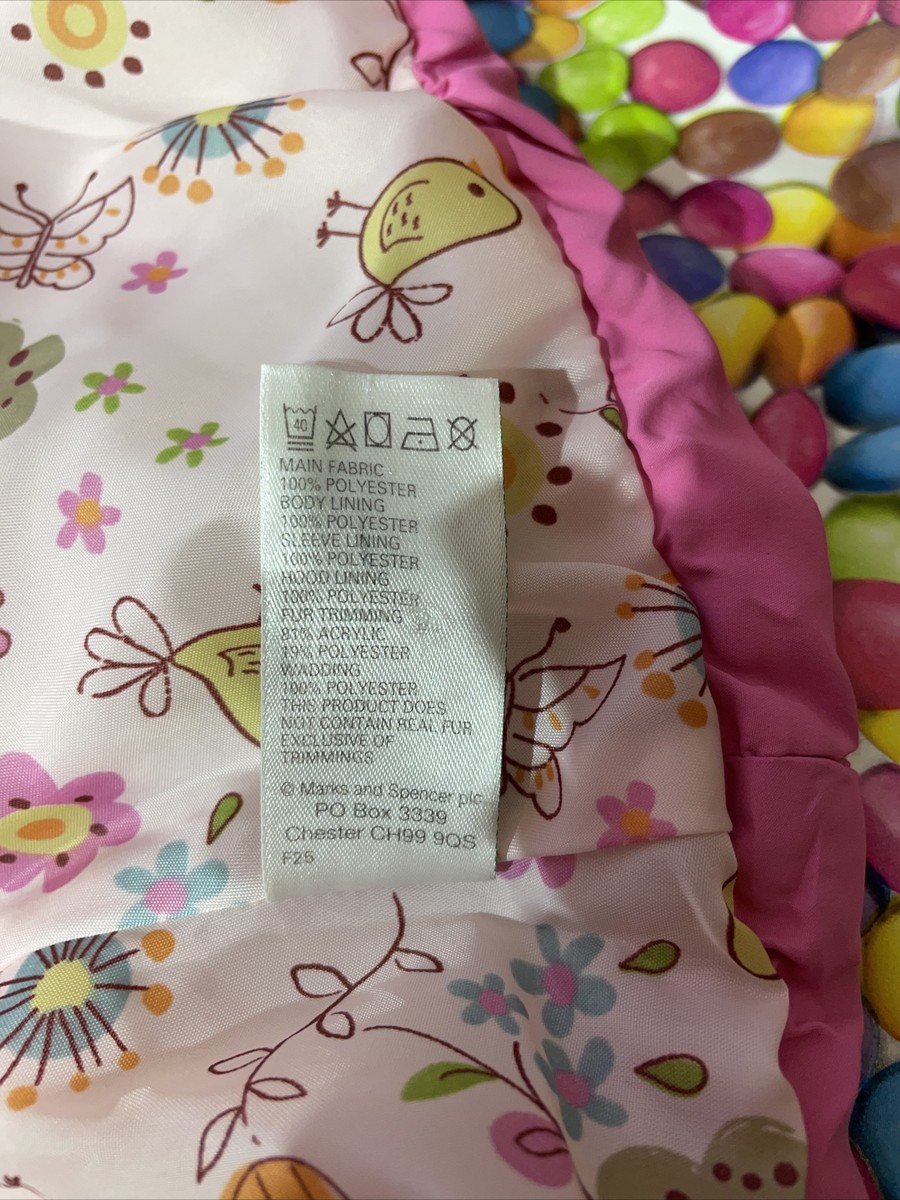 40
MAIN FABRIC
100% POLYESTER
BODY LINING
100% POLYESTER
SLEEVE LINING
100% POLYESTER
HOOD LINING
100% POLYESTER
FUR TRIMMING
81% ACRYLIC
19% POLYESTER
WADDING
100% POLYESTER
THIS PRODUCT DOES
NOT CONTAIN REAL FUR
EXCLUSIVE OF
TRIMMINGS
© Marks and Spencer plc
PO Box 3339
Chester CH99 9QS
F25